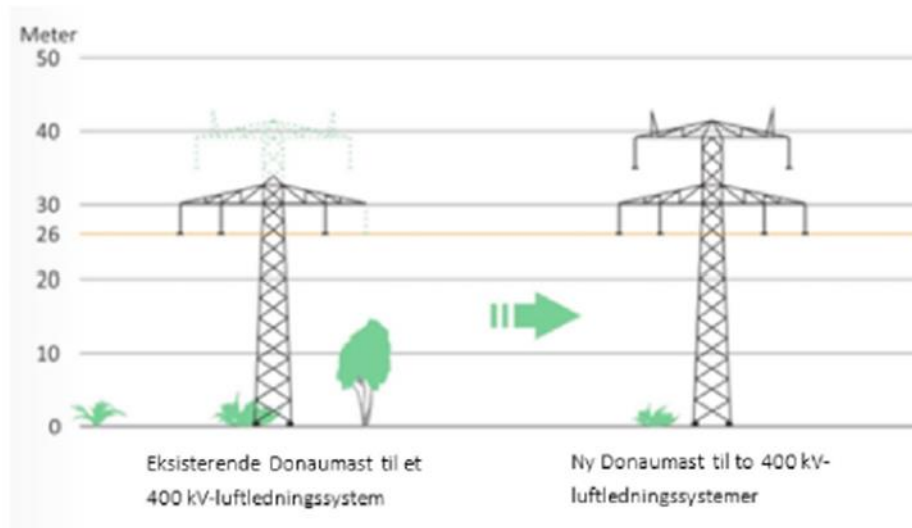 Meter
50
40
30
26
20
10
0
Eksisterende Donaumast til et
400 kV-luftledningssystem
Ny Donaumast til to 400 kV-
luftledningssystemer